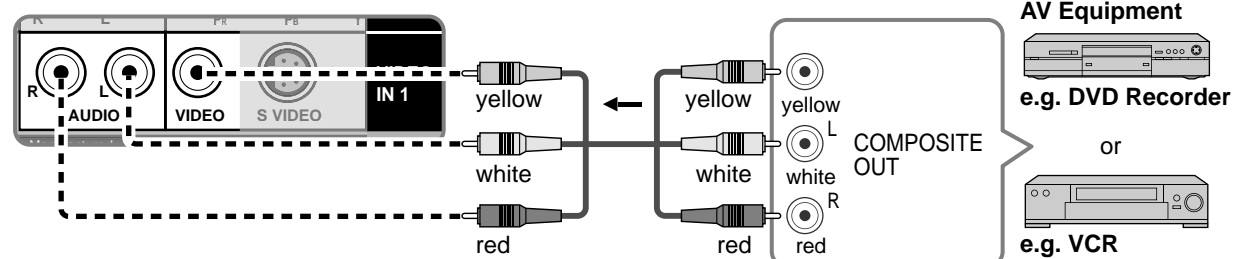 R L PR PB Y
R L
AUDIO VIDEO S VIDEO IN 1
yellow yellow yellow
white white white
red red red
L
R
COMPOSITE
OUT
AV Equipment
e.g. DVD Recorder
or
e.g. VCR